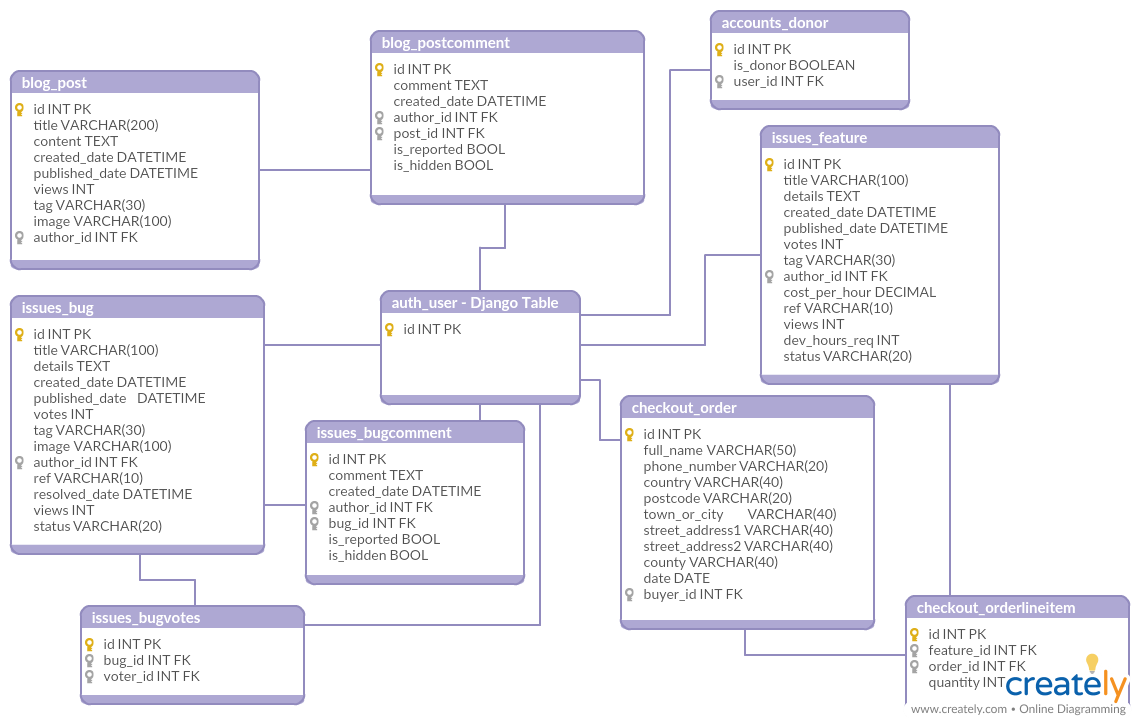 blog_post
id INT PK
title VARCHAR(200)
content TEXT
created_date DATETIME
published_date DATETIME
views INT
tag VARCHAR(30)
image VARCHAR(100)
author_id INT FK
blog_postcomment
id INT PK
comment TEXT
created_date DATETIME
author_id INT FK
post_id INT FK
is_reported BOOL
is_hidden BOOL
accounts_donor
id INT PK
is_donor BOOLEAN
user_id INT FK
issues_feature
id INT PK
title VARCHAR(100)
details TEXT
created_date DATETIME
published_date DATETIME
votes INT
tag VARCHAR(30)
author_id INT FK
cost_per_hour DECIMAL
ref VARCHAR(10)
views INT
dev_hours_req INT
status VARCHAR(20)
issues_bug
id INT PK
title VARCHAR(100)
details TEXT
created_date DATETIME
published_date DATETIME
votes INT
tag VARCHAR(30)
image VARCHAR(100)
author_id INT FK
ref VARCHAR(10)
resolved_date DATETIME
views INT
status VARCHAR(20)
auth_user - Django Table
id INT PK
issues_bugcomment
id INT PK
comment TEXT
created_date DATETIME
author_id INT FK
bug_id INT FK
is_reported BOOL
is_hidden BOOL
checkout_order
id INT PK
full_name VARCHAR(50)
phone_number VARCHAR(20)
country VARCHAR(40)
postcode VARCHAR(20)
town_or_city VARCHAR(40)
street_address1 VARCHAR(40)
street_address2 VARCHAR(40)
county VARCHAR(40)
date DATE
buyer_id INT FK
issues_bugvotes
id INT PK
bug_id INT FK
voter_id INT FK
checkout_orderlineitem
id INT PK
feature_id INT FK
order_id INT FK
quantity INT
creately
www.creately.com • Online Diagramming